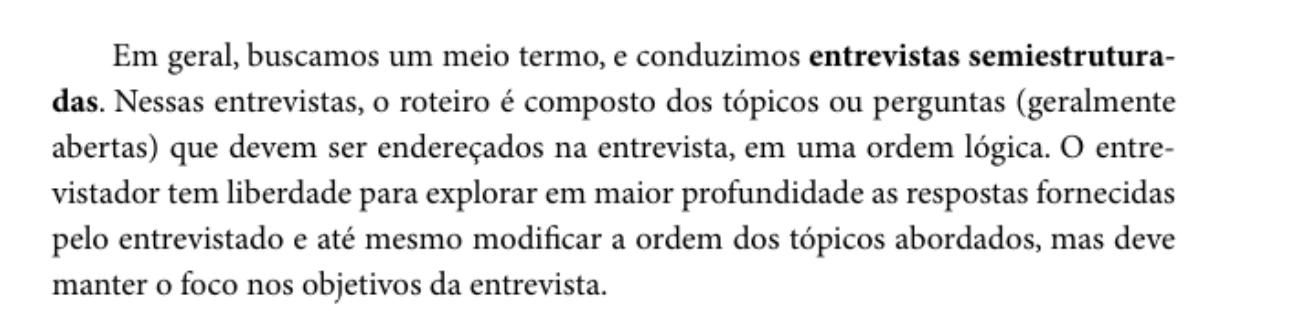 Em geral, buscamos um meio termo, e conduzimos entrevistas semiestrutura-
das. Nessas entrevistas, o roteiro é composto dos tópicos ou perguntas (geralmente
abertas) que devem ser endereçados na entrevista, em uma ordem lógica. O entre-
vistador tem liberdade para explorar em maior profundidade as respostas fornecidas
pelo entrevistado e até mesmo modificar a ordem dos tópicos abordados, mas deve
manter o foco nos objetivos da entrevista.